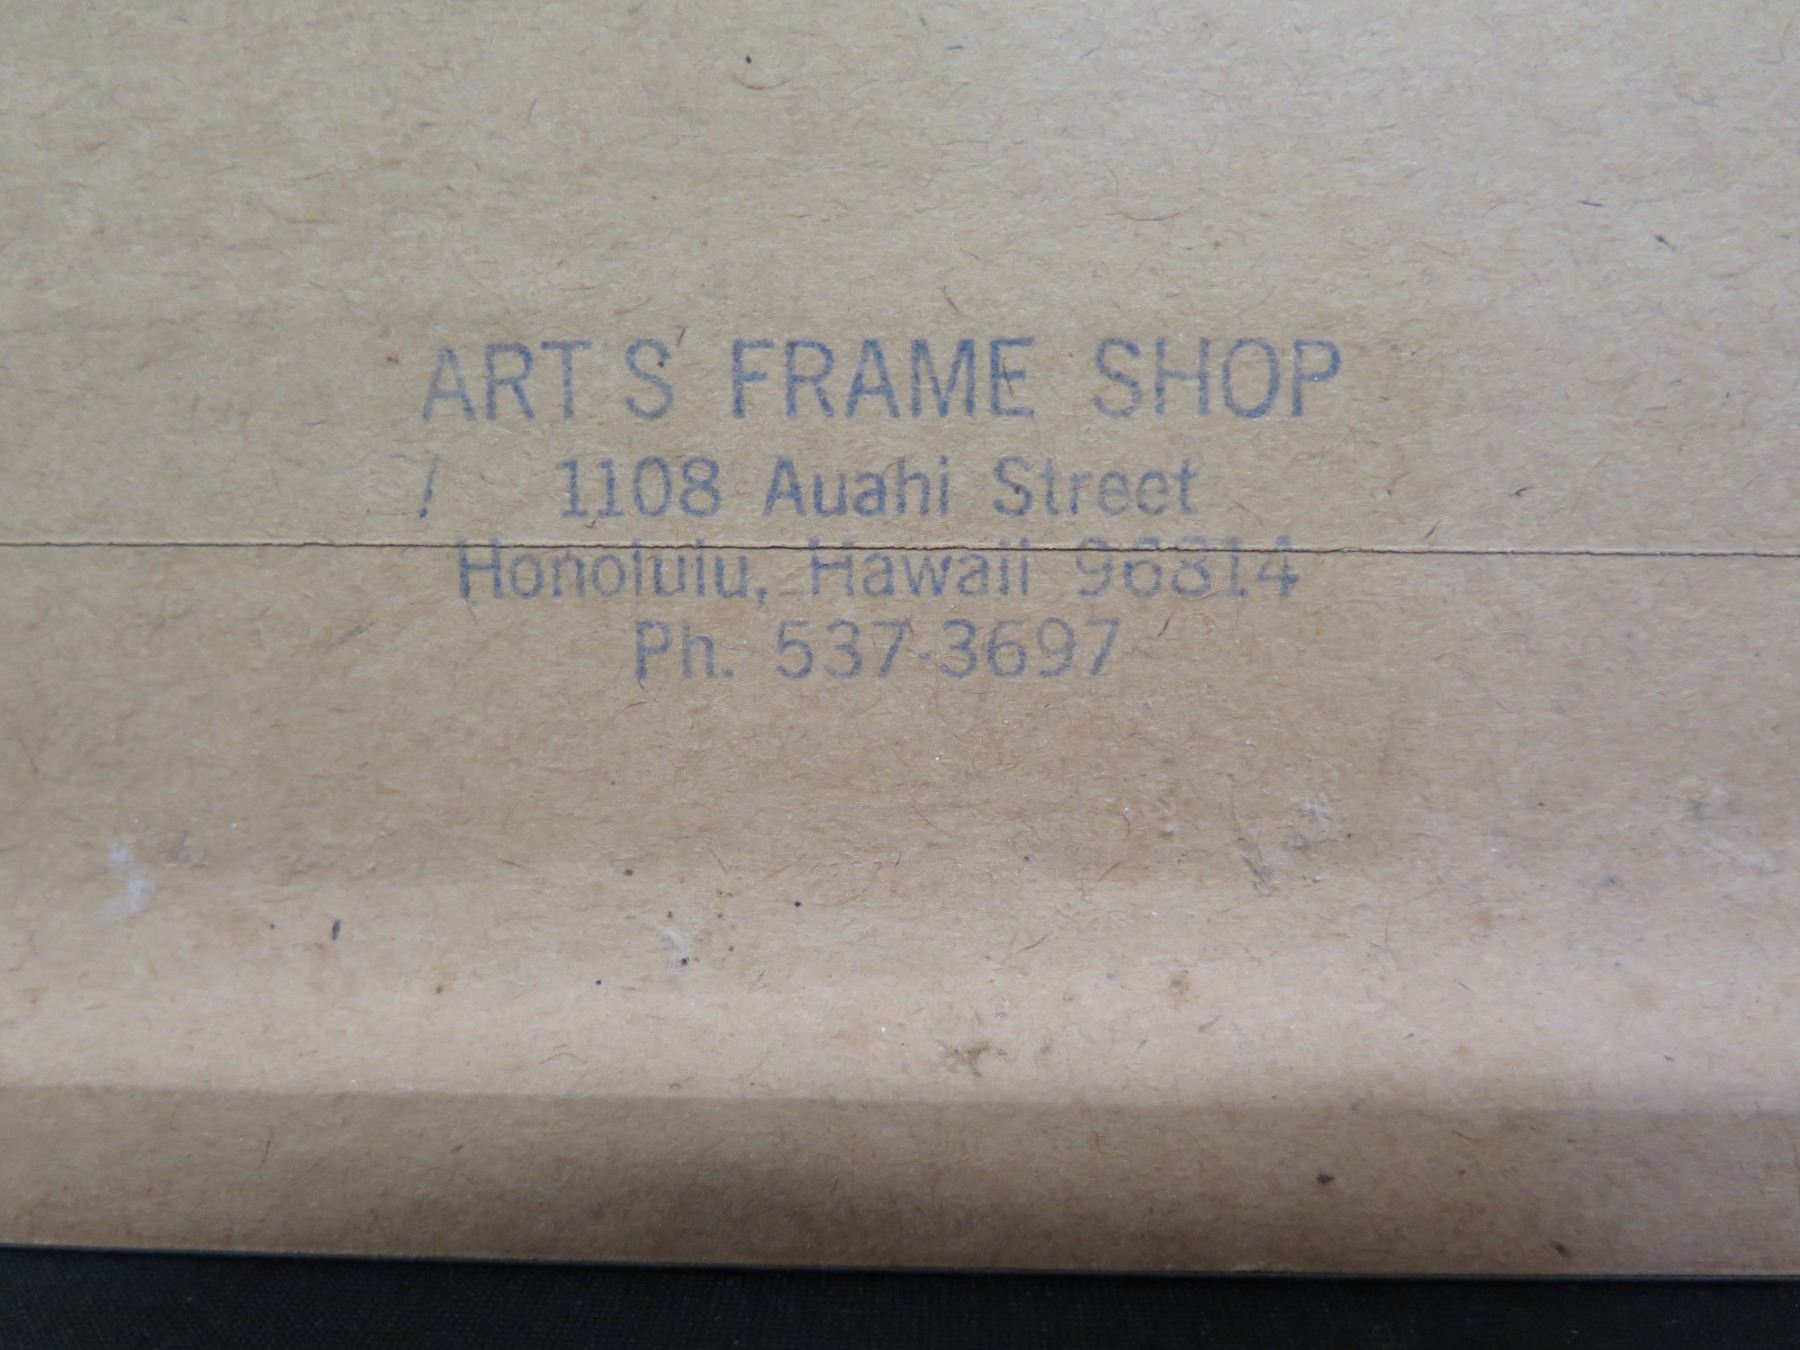 ART S FRAME SHOP
1108 Auahi Street
Honolulu, Hawaii 96814
Ph. 537-3697